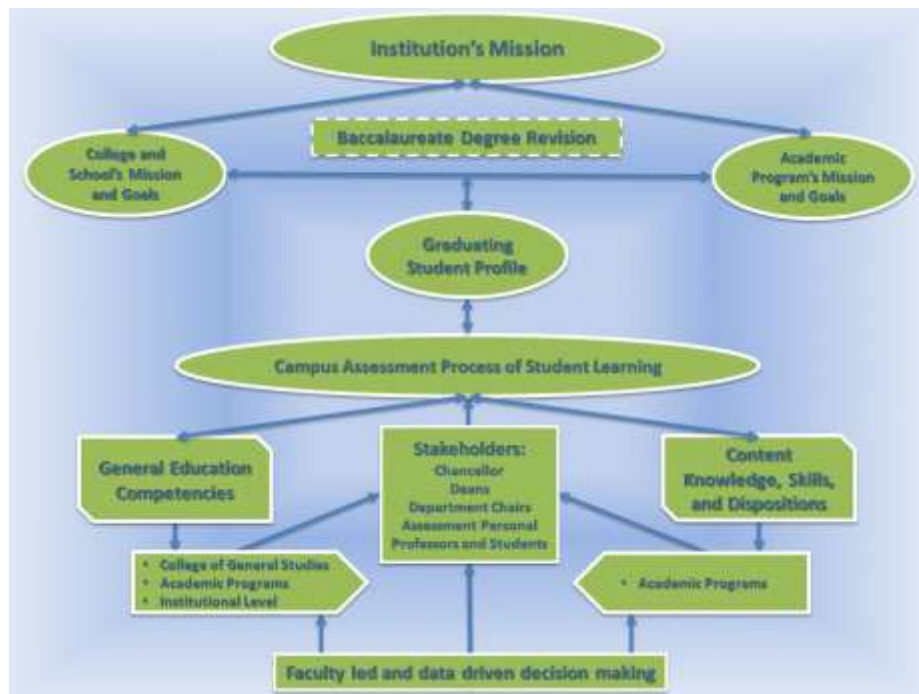 Institution's Mission
Baccalaureate Degree Revision
College and
School's Mission
and Goals
Academic
Program's Mission
and Goals
Graduating
Student Profile
Campus Assessment Process of Student Learning
General Education
Competencies
Stakeholders:
Chancellor
Deans
Department Chairs
Assessment Personal
Professors and Students
Content
Knowledge, Skills,
and Dispositions
• College of General Studies
• Academic Programs
• Institutional Level
• Academic Programs
Faculty led and data driven decision making